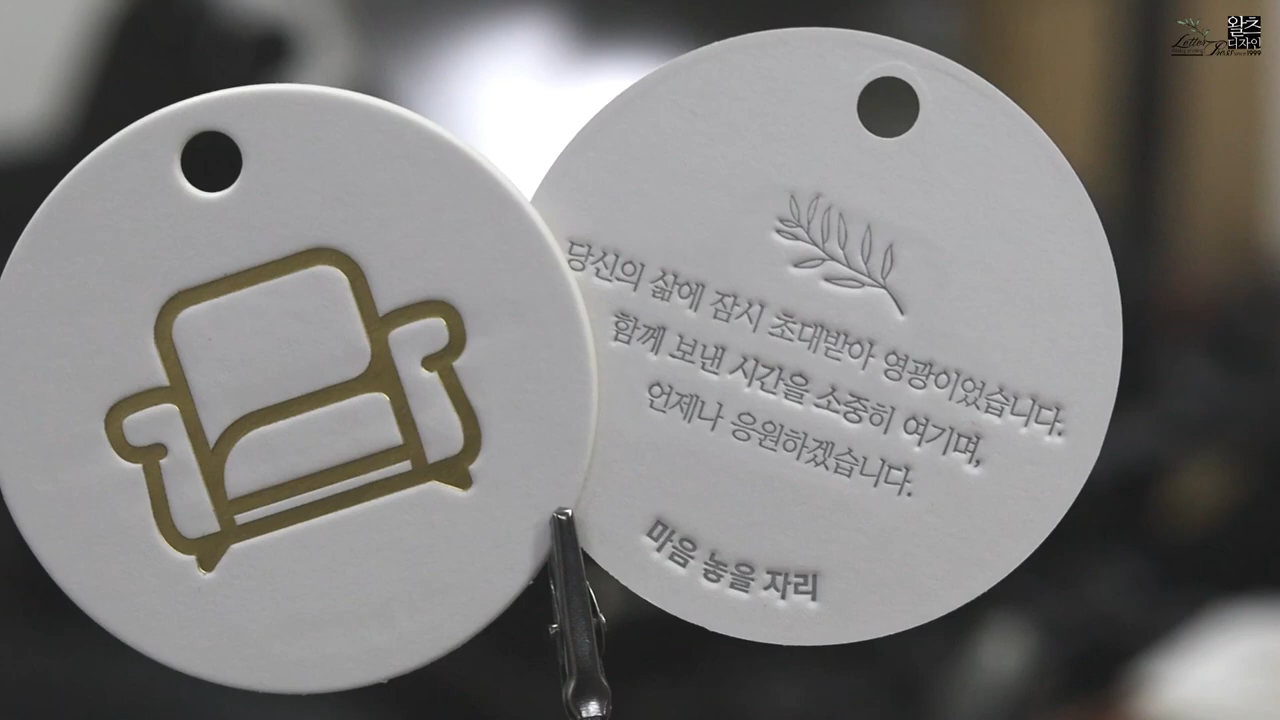 당신의 삶에 잠시 초대받아 영광이었습니다.
함께 보낸 시간을 소중히 여기며,
언제나 응원하겠습니다.
마음 놓을 자리
왈츠
디자인
Letter
since1999